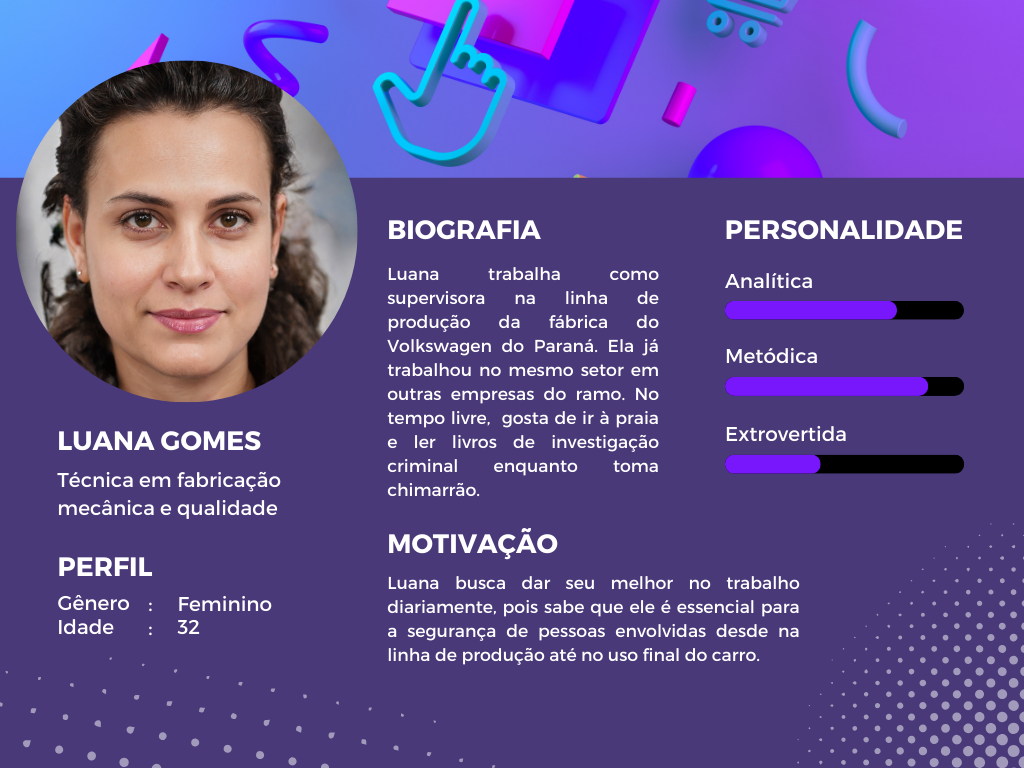 LUANA GOMES
Técnica em fabricação
mecânica e qualidade
PERFIL
Gênero : Feminino
Idade : 32
BIOGRAFIA
Luana trabalha como
supervisora na linha de
produção da fábrica do
Volkswagen do Paraná. Ela já
trabalhou no mesmo setor em
outras empresas do ramo. No
tempo livre, gosta de ir à praia
e ler livros de investigação
criminal enquanto toma
chimarrão.
MOTIVAÇÃO
Luana busca dar seu melhor no trabalho
diariamente, pois sabe que ele é essencial para
a segurança de pessoas envolvidas desde na
linha de produção até no uso final do carro.
PERSONALIDADE
Analítica
Metódica
Extrovertida